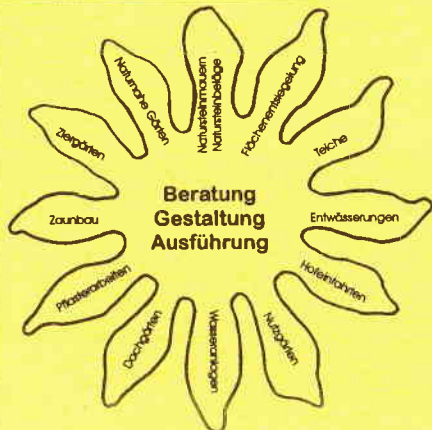 Naturnahe Gärten
Natursteinmauern
Natursteinbeläge
Flächenentsiegelung
Teiche
Entwässerungen
Hofeinfahrten
Nutzgärten
Wasseranlagen
Dachgärten
Pflasterarbeiten
Zaunbau
Ziergärten
Beratung
Gestaltung
Ausführung